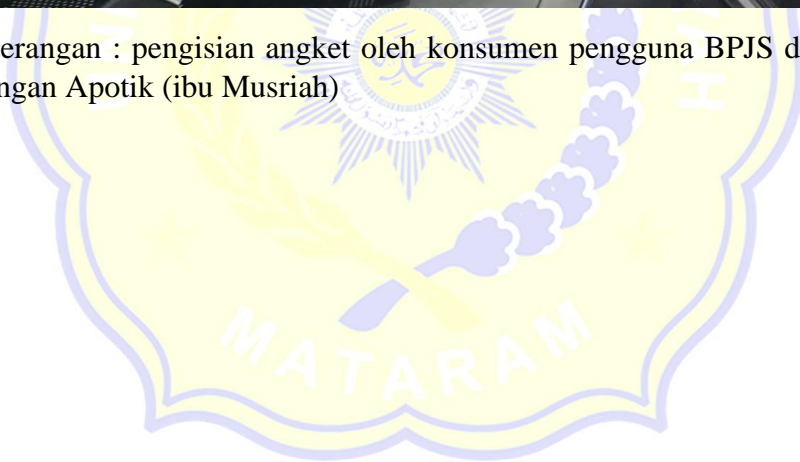 erangan : pengisian angket oleh konsumen pengguna BPJS d
ngan Apotik (ibu Musriah)
MATARAM